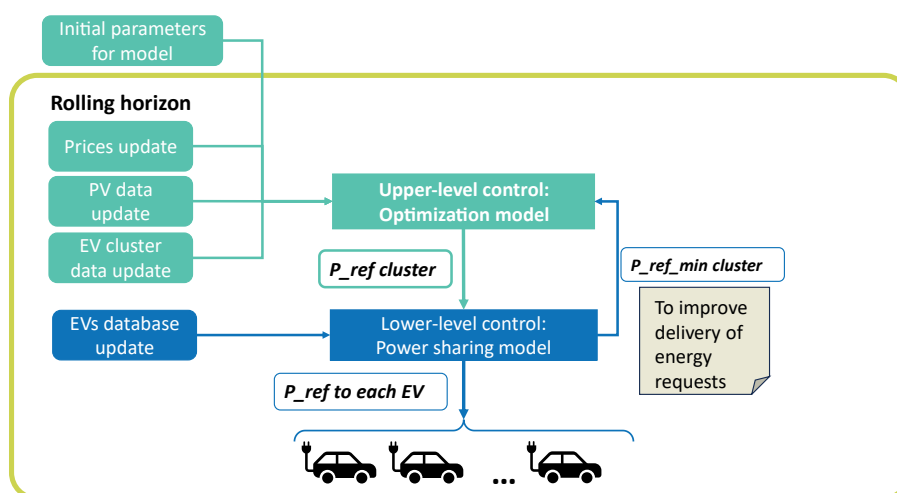 Initial parameters
for model
Rolling horizon
Prices update
PV data
update
EV cluster
data update
Upper-level control:
Optimization model
P_ref cluster
P_ref_min cluster
EVs database
update
Lower-level control:
Power sharing model
To improve
delivery of
energy
requests
P_ref to each EV
...